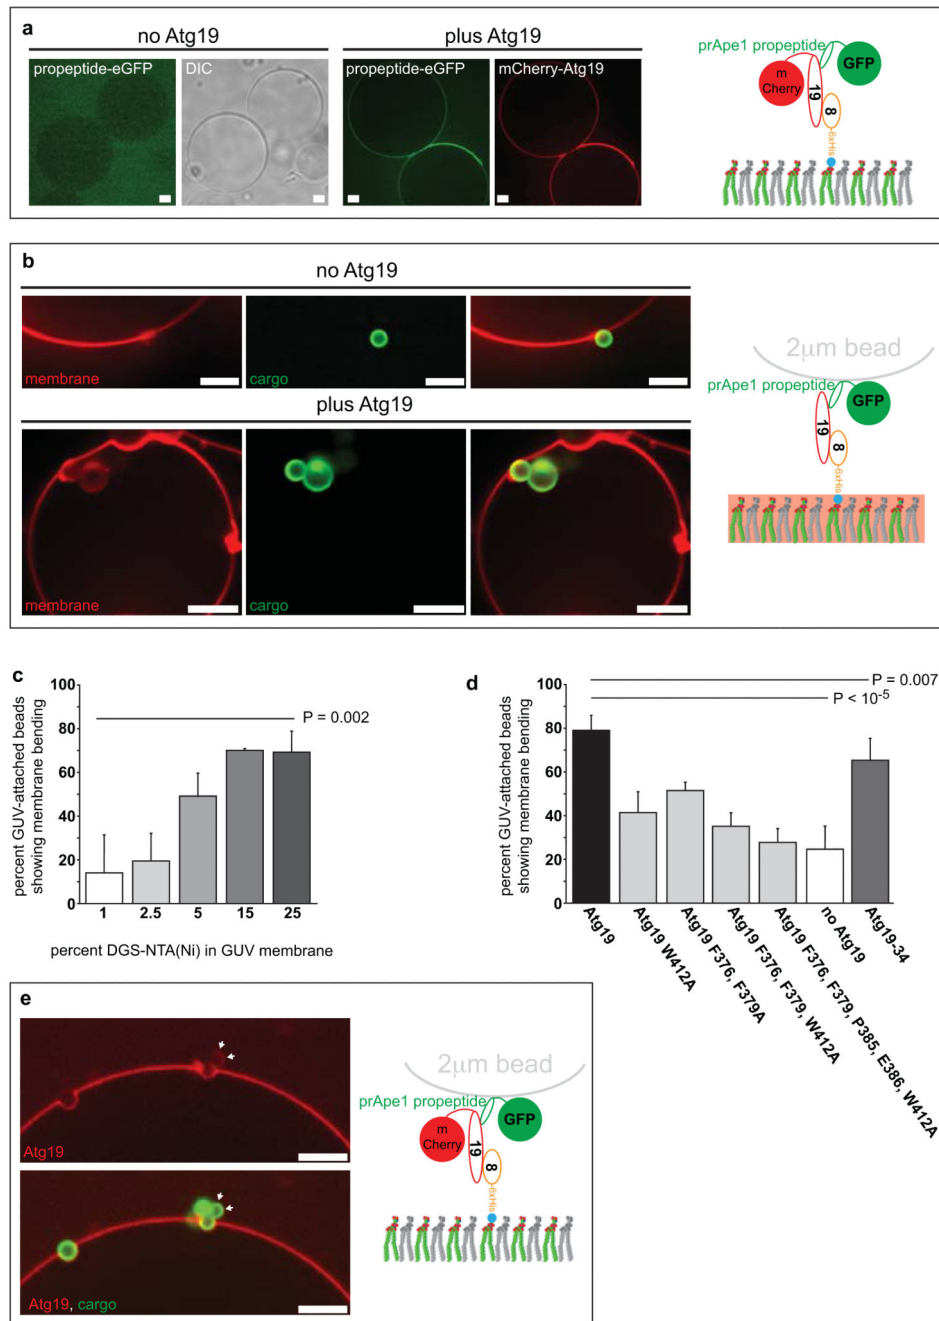 a
no Atg19
plus Atg19
propeptide-eGFP
DIC
propeptide-eGFP
mCherry-Atg19
prApe1 propeptide
GFP
m
Cherry
19
8
-6xHis-
b
no Atg19
membrane
cargo
plus Atg19
membrane
cargo
2μm bead
prApe1 propeptide
GFP
19
8
-6xHis-
c
percent GUV-attached beads
showing membrane bending
100
80
60
40
20
0
P = 0.002
1 2.5 5 15 25
percent DGS-NTA(Ni) in GUV membrane
d
percent GUV-attached beads
showing membrane bending
100
80
60
40
20
0
P = 0.007
P < 10⁻⁵
Atg19
Atg19 W412A
Atg19 F376, F379A
Atg19 F376, F379, W412A
Atg19 F376, F379, P385, E386, W412A
no Atg19
Atg19-34
e
Atg19
Atg19, cargo
2μm bead
prApe1 propeptide
m
Cherry
GFP
19
8
-6xHis-